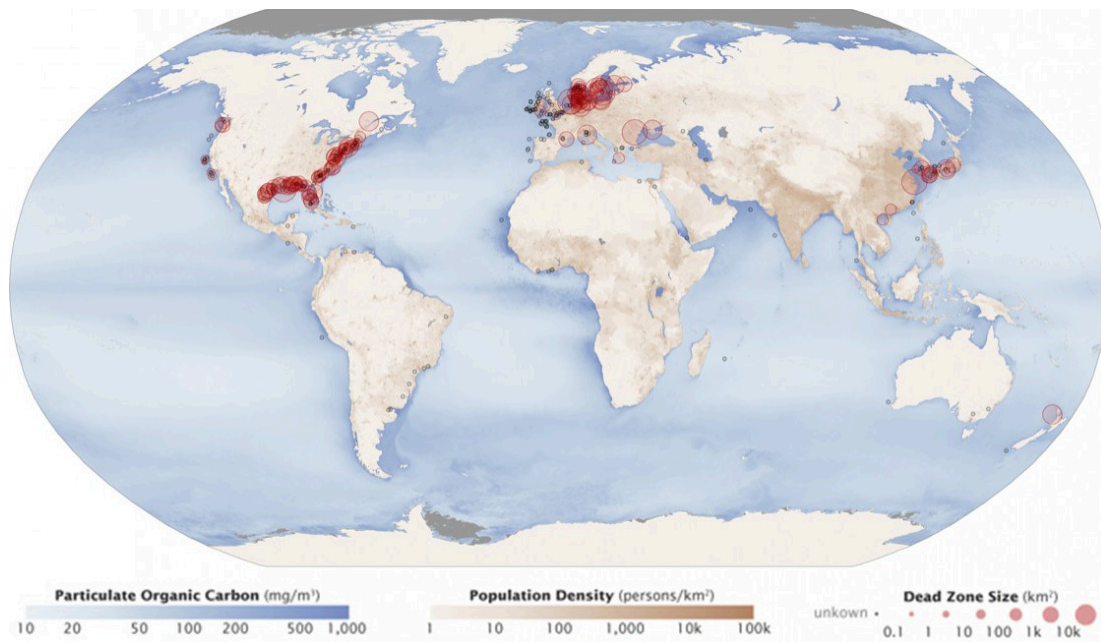 Particulate Organic Carbon (mg/m³)
10 20 50 100 200 500 1,000
Population Density (persons/km²)
1 10 100 1,000 10k 100k
Dead Zone Size (km²)
unkown
0.1 1 10 100 1k 10k